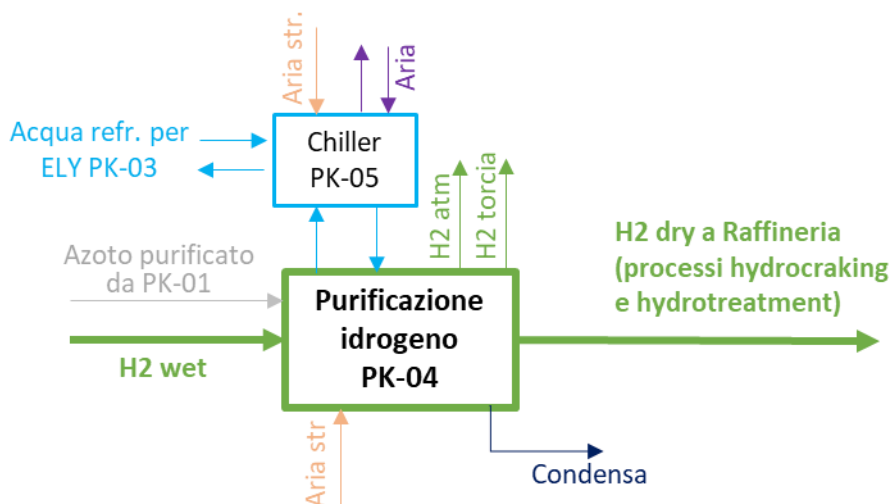 Aria str.
Aria
Acqua refr. per
ELY PK-03
Chiller
PK-05
H2 atm
H2 torcia
Azoto purificato
da PK-01
H2 dry a Raffineria
(processi hydrocraking
e hydrotreatment)
Purificazione
idrogeno
PK-04
H2 wet
Aria str
Condensa